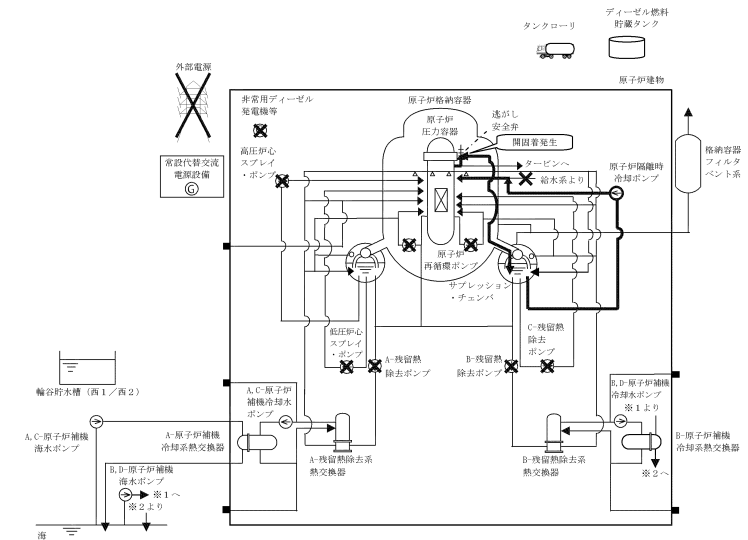 タンクローリ
ディーゼル燃料
貯蔵タンク
外部電源
原子炉建物
非常用ディーゼル
発電機等
原子炉格納容器
原子炉
圧力容器
逃がし
安全弁
開固着発生
高圧炉心
スプレイ
・ポンプ
常設代替交流
電源設備
G
タービンへ
給水系より
原子炉隔離時
冷却ポンプ
格納容器
フィルタ
ベント系
原子炉
再循環ポンプ
サプレッション
・チェンバ
低圧炉心
スプレイ
・ポンプ
A-残留熱
除去ポンプ
B-残留熱
除去ポンプ
C-残留熱
除去
ポンプ
輪谷貯水槽(西1/西2)
A,C-原子炉
補機冷却水
ポンプ
B,D-原子炉補機
冷却水ポンプ
※1より
A,C-原子炉補機
海水ポンプ
A-原子炉補機
冷却系熱交換器
B-原子炉補機
冷却系熱交換器
A-残留熱除去系
熱交換器
B-残留熱除去系
熱交換器
※2へ
B,D-原子炉補機
海水ポンプ
※1へ
※2より
海